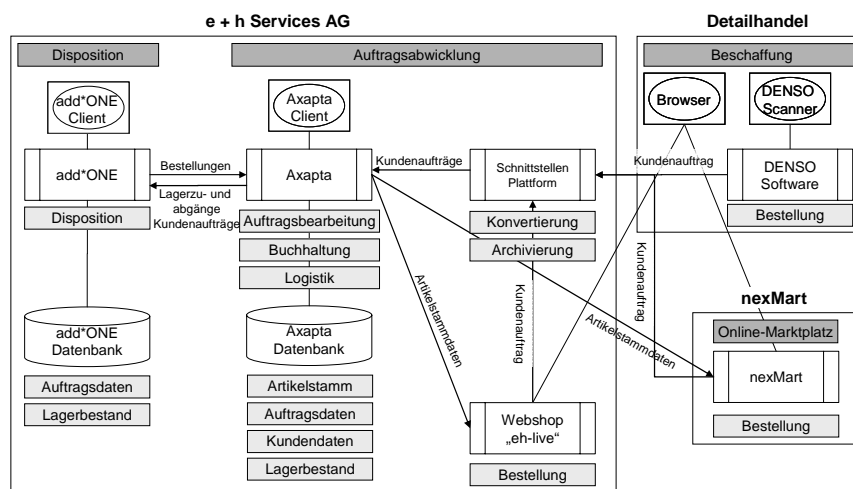 e + h Services AG
Detailhandel
Disposition
Auftragsabwicklung
Beschaffung
add*ONE
Client
Axapta
Client
Browser
DENSO
Scanner
add*ONE
Bestellungen
Lagerzu- und
abgänge
Kundenaufträge
Axapta
Kundenaufträge
Schnittstellen
Plattform
Kundenauftrag
DENSO
Software
Disposition
Auftragsbearbeitung
Buchhaltung
Logistik
Konvertierung
Archivierung
Bestellung
Artikelstammdaten
Kundenauftrag
Kundenauftrag
Artikelstammdaten
nexMart
Online-Marktplatz
nexMart
Bestellung
add*ONE
Datenbank
Axapta
Datenbank
Auftragsdaten
Lagerbestand
Artikelstamm
Auftragsdaten
Kundendaten
Lagerbestand
Webshop
„eh-live“
Bestellung